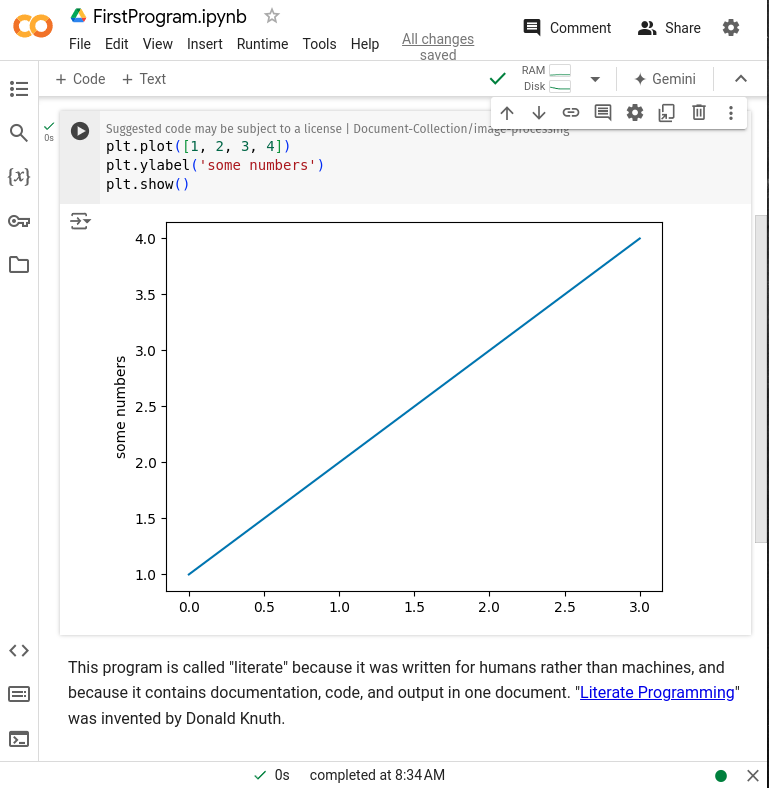 FirstProgram.ipynb
Comment
Share
File Edit View Insert Runtime Tools Help
All changes
saved
+ Code + Text
RAM
Disk
Gemini
0s
Suggested code may be subject to a license | Document-Collection/image-processing
plt.plot([1, 2, 3, 4])
plt.ylabel('some numbers')
plt.show()
{x}
4.0
3.5
3.0
2.5
2.0
1.5
1.0
some numbers
0.0 0.5 1.0 1.5 2.0 2.5 3.0
This program is called "literate" because it was written for humans rather than machines, and
because it contains documentation, code, and output in one document. "Literate Programming"
was invented by Donald Knuth.
0s completed at 8:34 AM